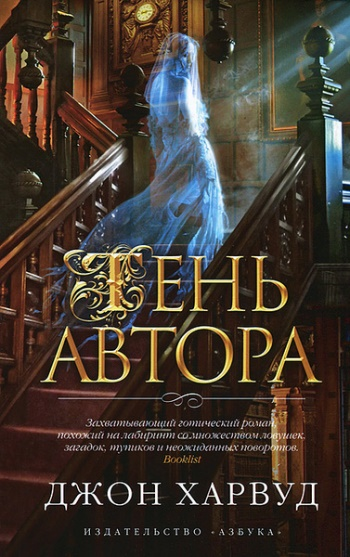 ТЕНЬ
АВТОРА
Захватывающий готический роман,
похожий на лабиринт со множеством ловушек,
загадок, тупиков и неожиданных поворотов.
Booklist
ДЖОН ХАРВУД
ИЗДАТЕЛЬСТВО «АЗБУКА»